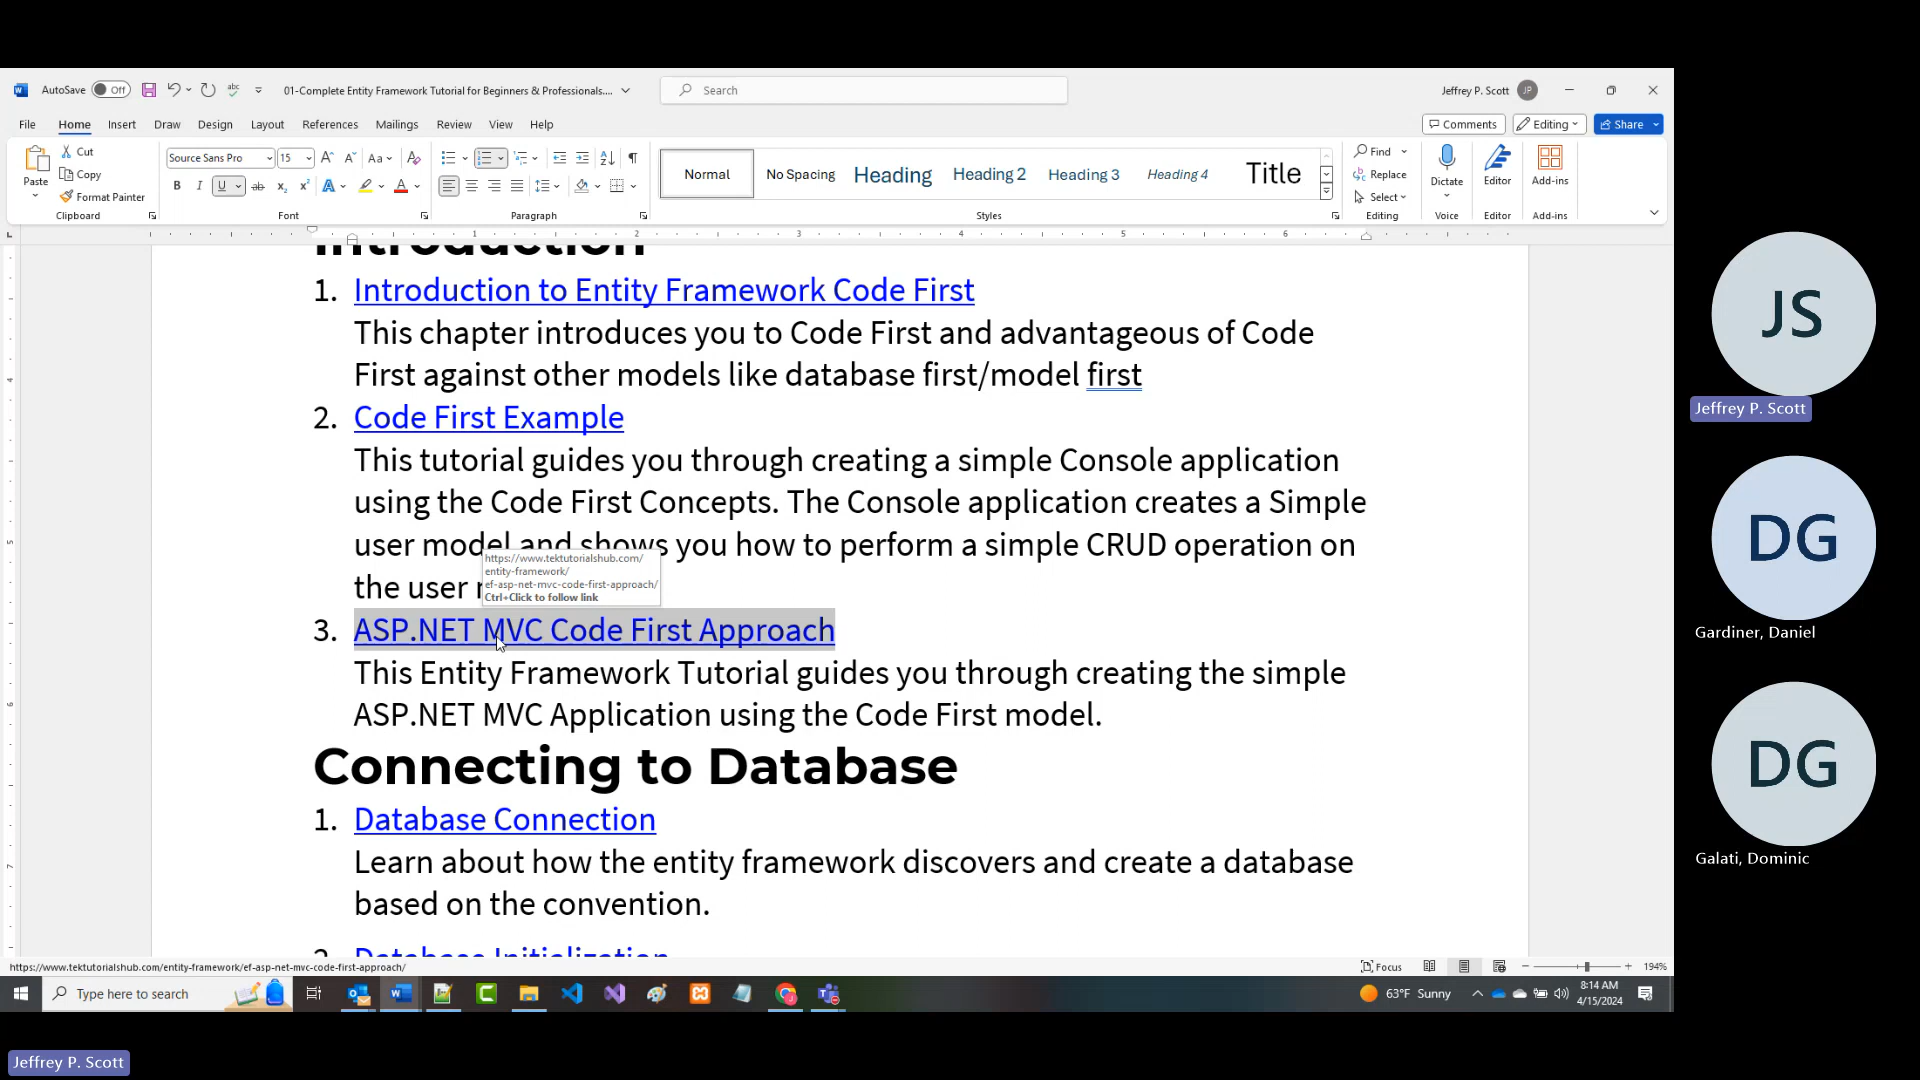 AutoSave Off 01-Complete Entity Framework Tutorial for Beginners & Professionals.... Search Jeffrey P. Scott JP
File Home Insert Draw Design Layout References Mailings Review View Help Comments Editing Share
Paste Cut Copy Format Painter Clipboard
Source Sans Pro 15 Font
Paragraph
Normal No Spacing Heading Heading 2 Heading 3 Heading 4 Title Styles
Find Replace Select Editing
Dictate Voice
Editor Editor
Add-ins Add-ins
1 2 3 4 5 6
Introduction
1. Introduction to Entity Framework Code First
This chapter introduces you to Code First and advantageous of Code
First against other models like database first/model first
2. Code First Example
This tutorial guides you through creating a simple Console application
using the Code First Concepts. The Console application creates a Simple
user model and shows you how to perform a simple CRUD operation on
the user
https://www.tektutorialshub.com/
entity-framework/
ef-asp-net-mvc-code-first-approach/
Ctrl+Click to follow link
3. ASP.NET MVC Code First Approach
This Entity Framework Tutorial guides you through creating the simple
ASP.NET MVC Application using the Code First model.
Connecting to Database
1. Database Connection
Learn about how the entity framework discovers and create a database
based on the convention.
2. Database Initialization
https://www.tektutorialshub.com/entity-framework/ef-asp-net-mvc-code-first-approach/ Focus 194%
Type here to search 63°F Sunny 8:14 AM
4/15/2024
JS
Jeffrey P. Scott
DG
Gardiner, Daniel
DG
Galati, Dominic
Jeffrey P. Scott